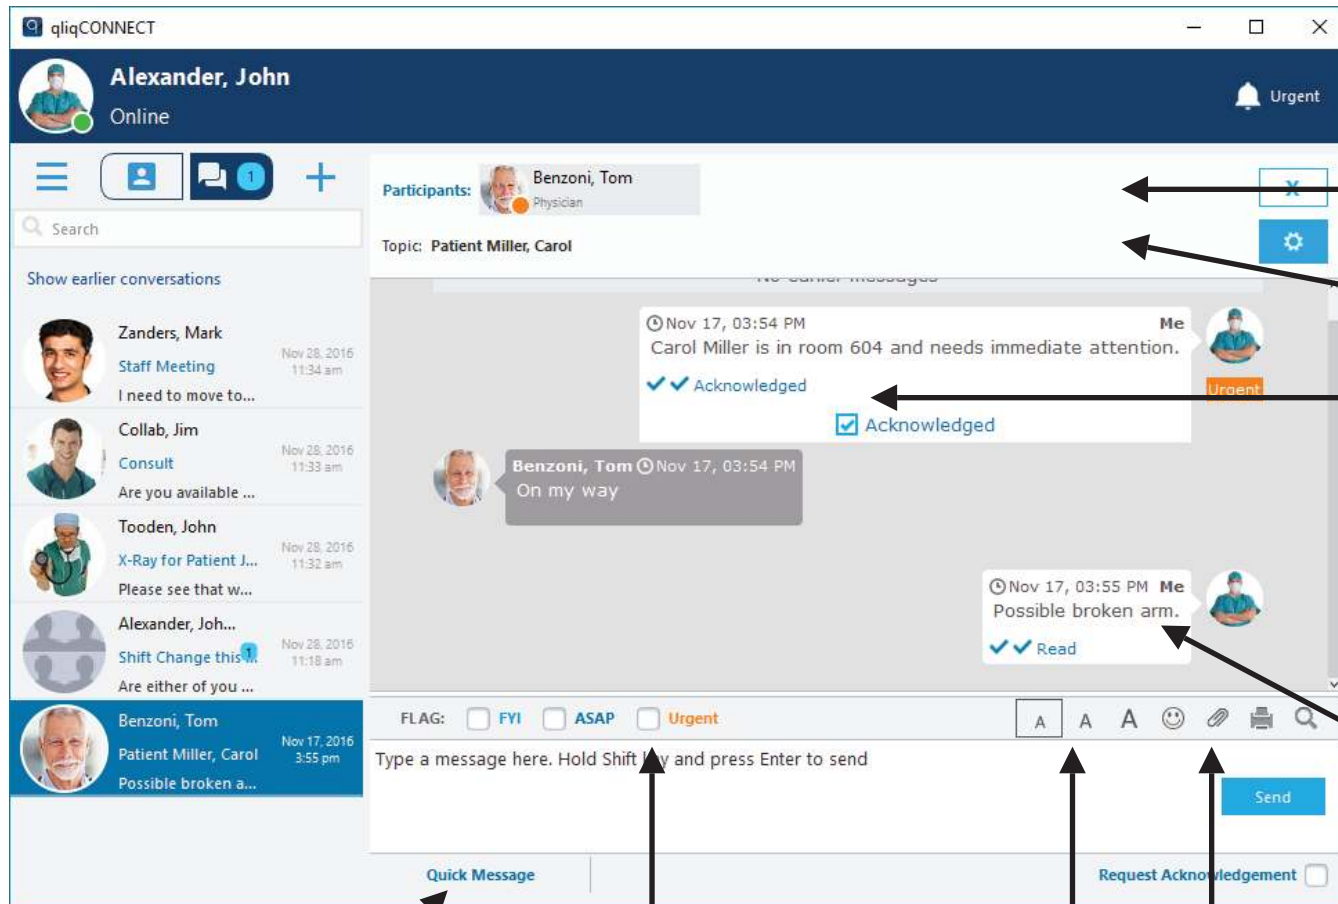 qliqCONNECT
Alexander, John
Online
Urgent
1
Search
Show earlier conversations
Zanders, Mark
Staff Meeting
I need to move to...
Nov 28, 2016
11:34 am
Collab, Jim
Consult
Are you available ...
Nov 28, 2016
11:33 am
Tooden, John
X-Ray for Patient J...
Please see that w...
Nov 28, 2016
11:32 am
Alexander, Joh...
Shift Change this ...
1
Are either of you ...
Nov 28, 2016
11:18 am
Benzoni, Tom
Patient Miller, Carol
Possible broken a...
Nov 17, 2016
3:55 pm
Participants:
Benzoni, Tom
Physician
X
Topic: Patient Miller, Carol
No earlier messages
Nov 17, 03:54 PM Me
Carol Miller is in room 604 and needs immediate attention.
Acknowledged
Urgent
Acknowledged
Benzoni, Tom Nov 17, 03:54 PM
On my way
Nov 17, 03:55 PM Me
Possible broken arm.
Read
FLAG: FYI ASAP Urgent
A A A
Type a message here. Hold Shift key and press Enter to send
Send
Quick Message
Request Acknowledgement